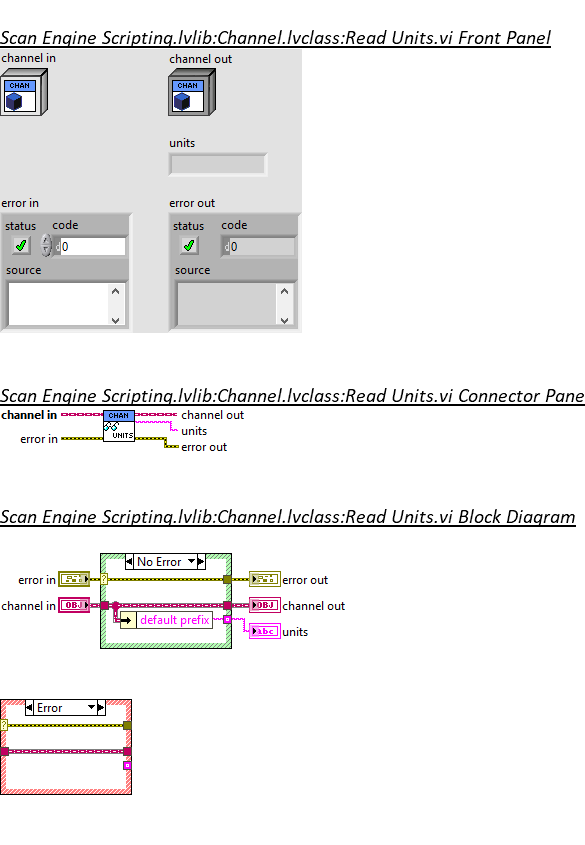 Scan Engine Scripting.lvlib:Channel.lvclass:Read Units.vi Front Panel
channel in channel out
CHAN CHAN
units
error in error out
status code status code
d 0 d 0
source source
Scan Engine Scripting.lvlib:Channel.lvclass:Read Units.vi Connector Pane
channel in CHAN channel out
units
error in UNITS error out
Scan Engine Scripting.lvlib:Channel.lvclass:Read Units.vi Block Diagram
No Error
error in ? error out
channel in OBJ OBJ channel out
default prefix
abc units
Error
?